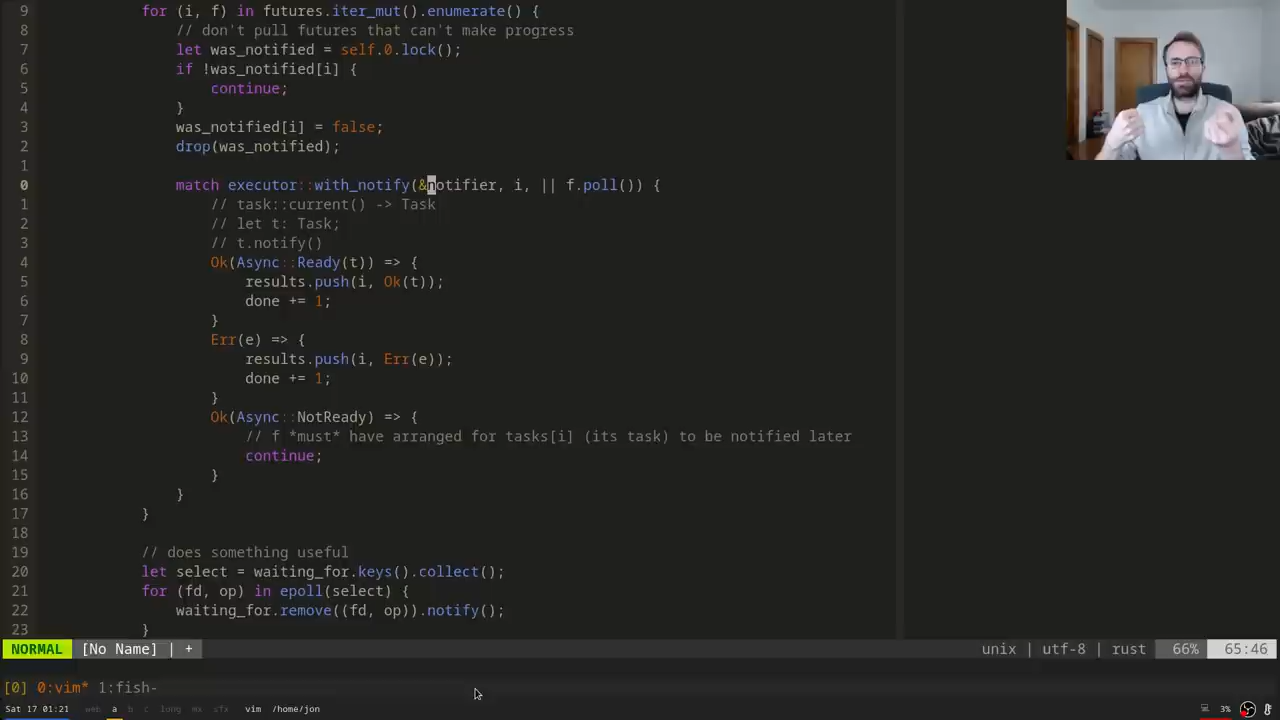 9 for (i, f) in futures.iter_mut().enumerate() {
8 // don't pull futures that can't make progress
7 let was_notified = self.0.lock();
6 if !was_notified[i] {
5 continue;
4 }
3 was_notified[i] = false;
2 drop(was_notified);
1
0 match executor::with_notify(&notifier, i, || f.poll()) {
1 // task::current() -> Task
2 // let t: Task;
3 // t.notify()
4 Ok(Async::Ready(t)) => {
5 results.push(i, Ok(t));
6 done += 1;
7 }
8 Err(e) => {
9 results.push(i, Err(e));
10 done += 1;
11 }
12 Ok(Async::NotReady) => {
13 // f *must* have arranged for tasks[i] (its task) to be notified later
14 continue;
15 }
16 }
17 }
18
19 // does something useful
20 let select = waiting_for.keys().collect();
21 for (fd, op) in epoll(select) {
22 waiting_for.remove((fd, op)).notify();
23 }
NORMAL [No Name] | + unix | utf-8 | rust 66% 65:46
[0] 0:vim* 1:fish-
Sat 17 01:21 web a b c lung mx sfx vim /home/jon 3%